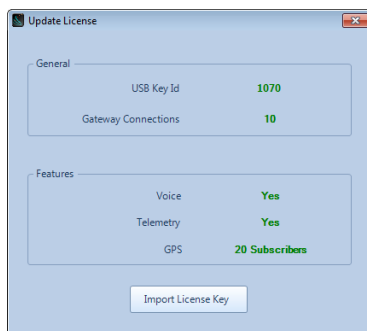 Update License
General
USB Key Id 1070
Gateway Connections 10
Features
Voice Yes
Telemetry Yes
GPS 20 Subscribers
Import License Key